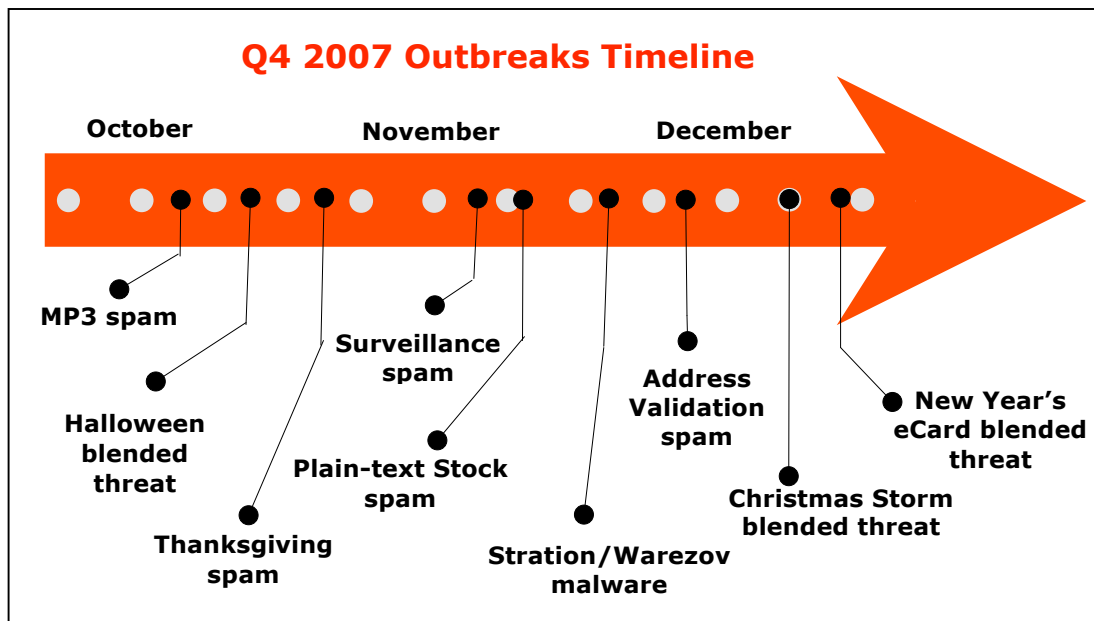 Q4 2007 Outbreaks Timeline
October
November
December
MP3 spam
Halloween
blended
threat
Thanksgiving
spam
Surveillance
spam
Plain-text Stock
spam
Stration/Warezov
malware
Address
Validation
spam
Christmas Storm
blended threat
New Year’s
eCard blended
threat